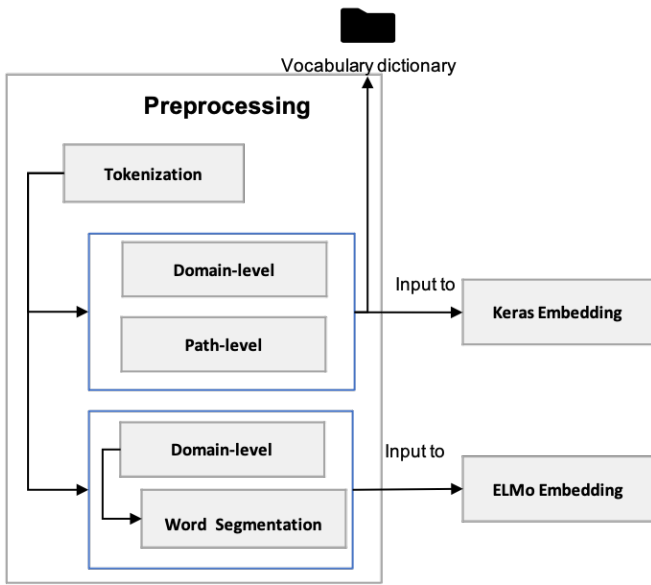 Vocabulary dictionary
Preprocessing
Tokenization
Domain-level
Path-level
Input to
Keras Embedding
Domain-level
Word Segmentation
Input to
ELMo Embedding